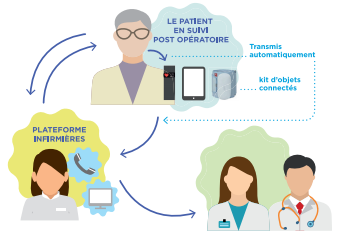 LE PATIENT
EN SUIVI
POST OPÉRATOIRE
Transmis
automatiquement
kit d'objets
connectés
PLATEFORME
INFIRMIÈRES